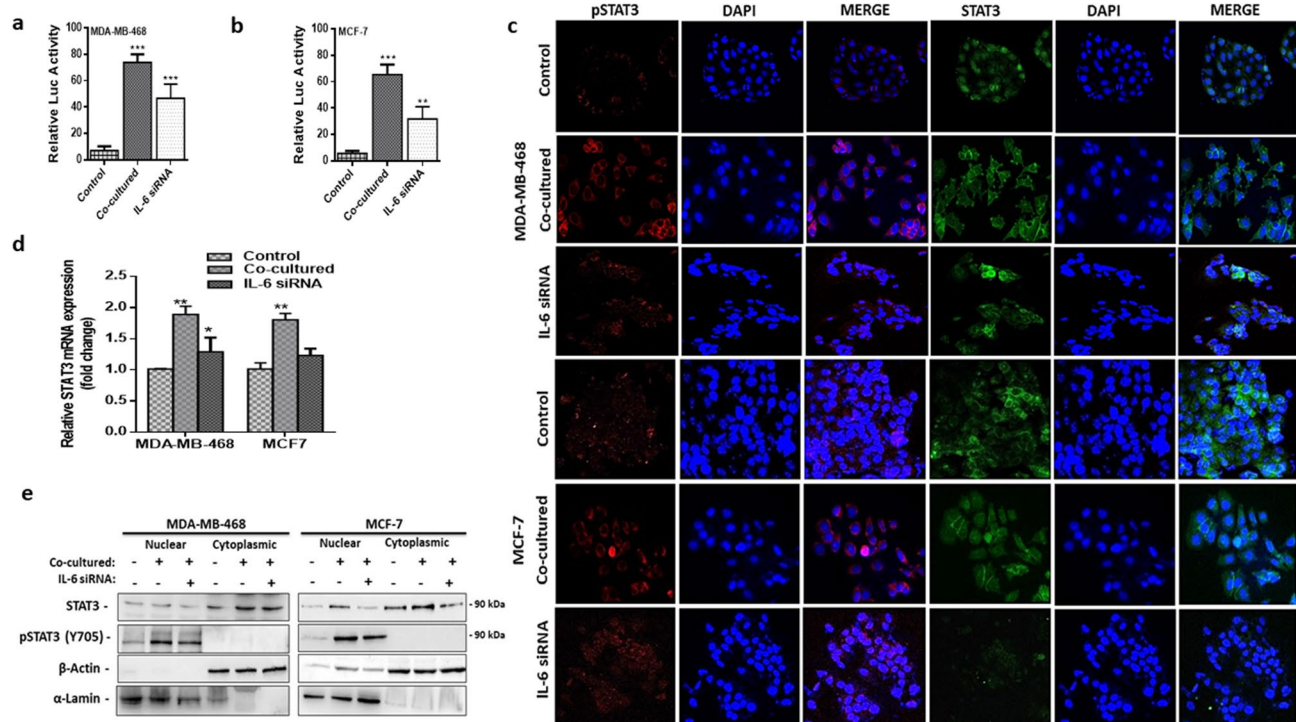 a
MDA-MB-468
Relative Luc Activity
100
80
60
40
20
0
***
***
Control
Co-cultured
IL-6 siRNA
b
MCF-7
Relative Luc Activity
100
80
60
40
20
0
***
**
Control
Co-cultured
IL-6 siRNA
c
pSTAT3 DAPI MERGE STAT3 DAPI MERGE
MDA-MB-468
Control
Co-cultured
IL-6 siRNA
MCF-7
Control
Co-cultured
IL-6 siRNA
d
Control
Co-cultured
IL-6 siRNA
Relative STAT3 mRNA expression
(fold change)
2.5
2.0
1.5
1.0
0.5
0.0
**
*
**
MDA-MB-468 MCF7
e
MDA-MB-468 MCF-7
Nuclear Cytoplasmic Nuclear Cytoplasmic
Co-cultured: - + + - + + - + + - + +
IL-6 siRNA: - - + - - + - - + - - +
STAT3 - - 90 kDa
pSTAT3 (Y705) - - 90 kDa
β-Actin -
α-Lamin -